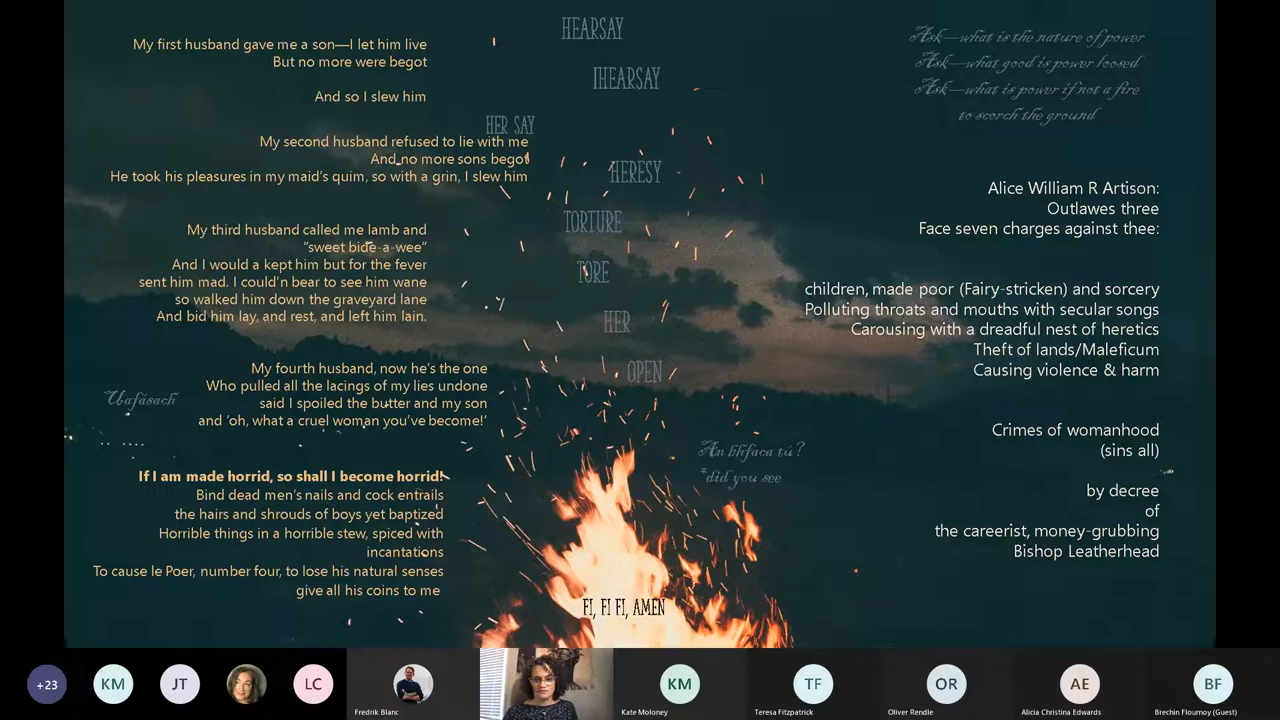 My first husband gave me a son—I let him live
But no more were begot
And so I slew him
My second husband refused to lie with me
And no more sons begot
He took his pleasures in my maid's quim, so with a grin, I slew him
My third husband called me lamb and
"sweet bide-a-wee"
And I would a kept him but for the fever
sent him mad. I could'n bear to see him wane
so walked him down the graveyard lane
And bid him lay, and rest, and left him lain.
My fourth husband, now he's the one
Who pulled all the lacings of my lies undone
said I spoiled the butter and my son
and 'oh, what a cruel woman you've become!'
Uafásach
If I am made horrid, so shall I become horrid!
Bind dead men's nails and cock entrails
the hairs and shrouds of boys yet baptized
Horrible things in a horrible stew, spiced with
incantations
To cause le Poer, number four, to lose his natural senses
give all his coins to me
HEARSAY
IHEARSAY
HER SAY
HERESY
TORTURE
TORE
HER
OPEN
An bhfaca tú?
*did you see
FI, FI FI, AMEN
Ask—what is the nature of power
Ask—what good is power loosed
Ask—what is power if not a fire
to scorch the ground
Alice William R Artison:
Outlawes three
Face seven charges against thee:
children, made poor (Fairy-stricken) and sorcery
Polluting throats and mouths with secular songs
Carousing with a dreadful nest of heretics
Theft of lands/Maleficum
Causing violence & harm
Crimes of womanhood
(sins all)
by decree
of
the careerist, money-grubbing
Bishop Leatherhead
+23
KM
JT
LC
Fredrik Blanc
KM
Kate Moloney
TF
Teresa Fitzpatrick
OR
Oliver Rendle
AE
Alicia Christina Edwards
BF
Brechin Flournoy (Guest)